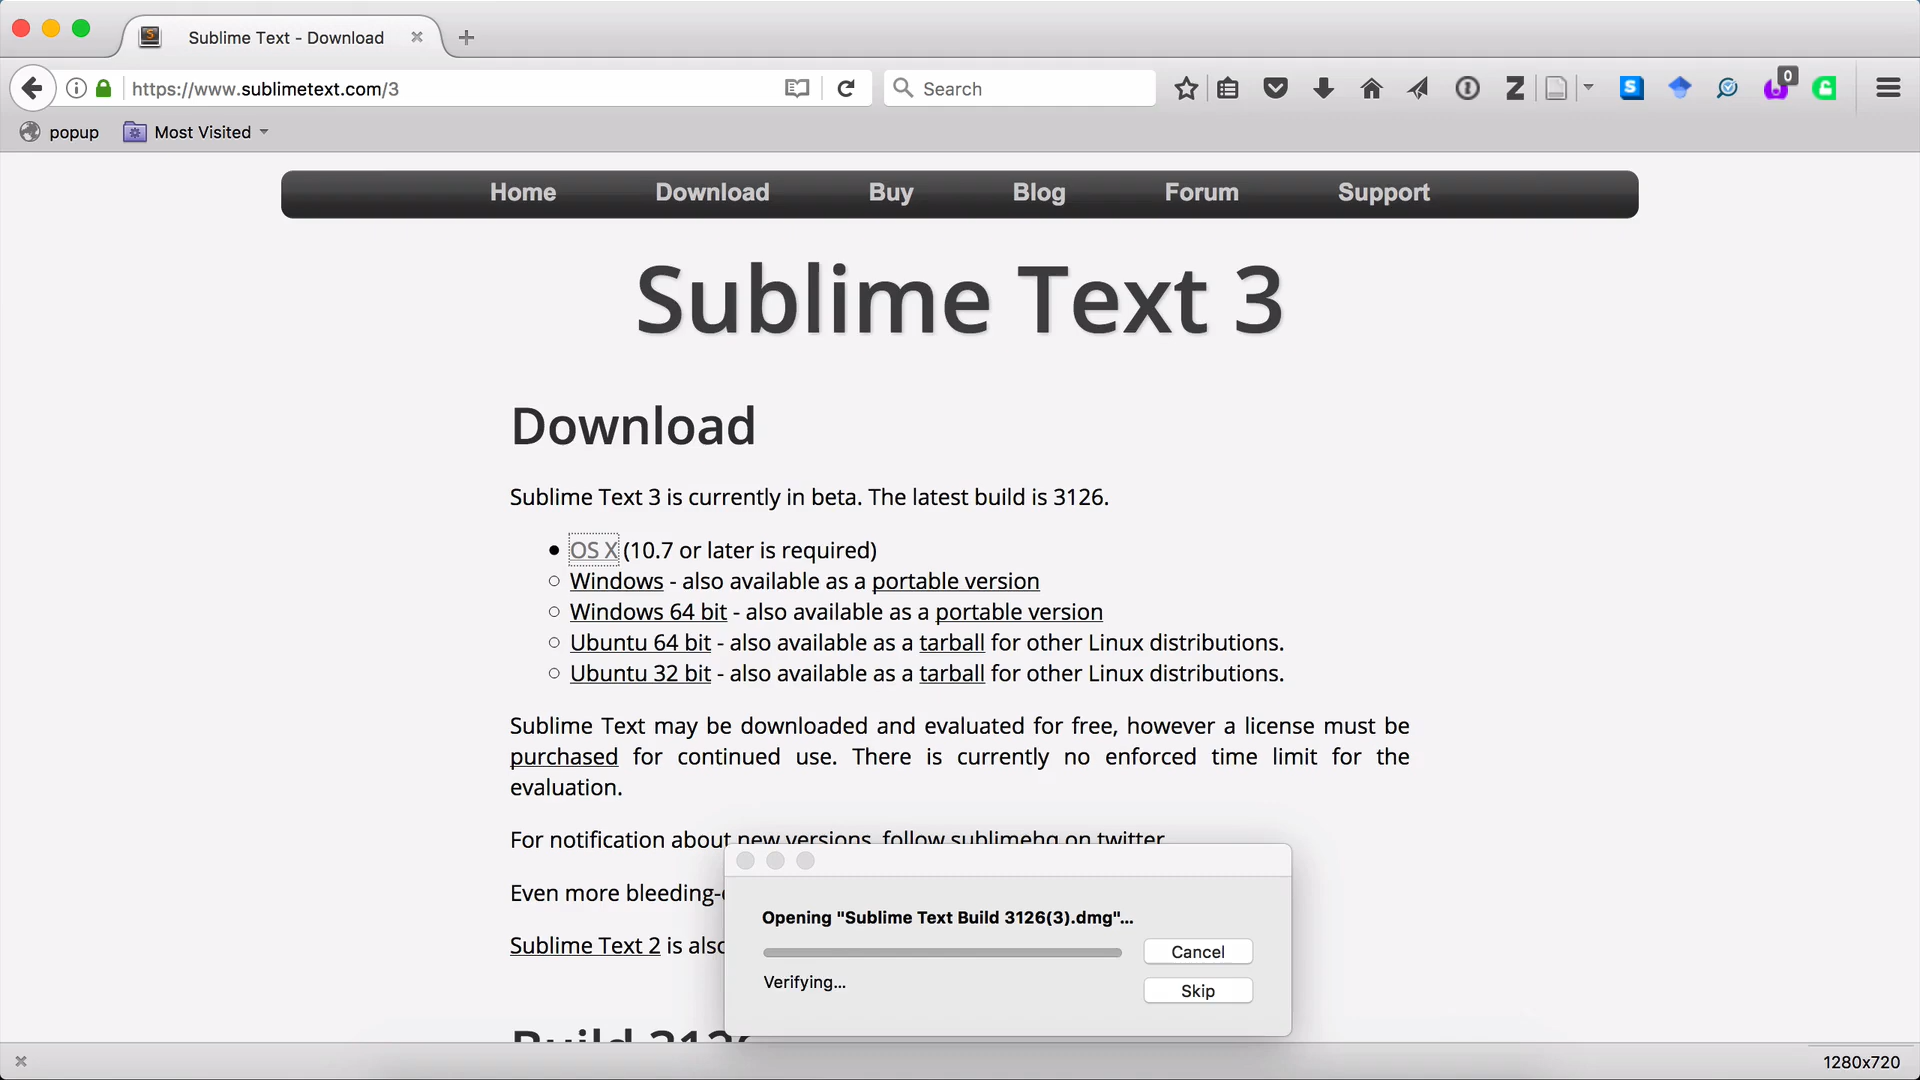 Sublime Text - Download
https://www.sublimetext.com/3
Search
0
popup
Most Visited
Home Download Buy Blog Forum Support
Sublime Text 3
Download
Sublime Text 3 is currently in beta. The latest build is 3126.
OS X (10.7 or later is required)
Windows - also available as a portable version
Windows 64 bit - also available as a portable version
Ubuntu 64 bit - also available as a tarball for other Linux distributions.
Ubuntu 32 bit - also available as a tarball for other Linux distributions.
Sublime Text may be downloaded and evaluated for free, however a license must be
purchased for continued use. There is currently no enforced time limit for the
evaluation.
For notification about new versions, follow sublimehq on twitter
Even more bleeding-
Sublime Text 2 is also
Opening "Sublime Text Build 3126(3).dmg"...
Cancel
Verifying...
Skip
Build 3126
1280x720